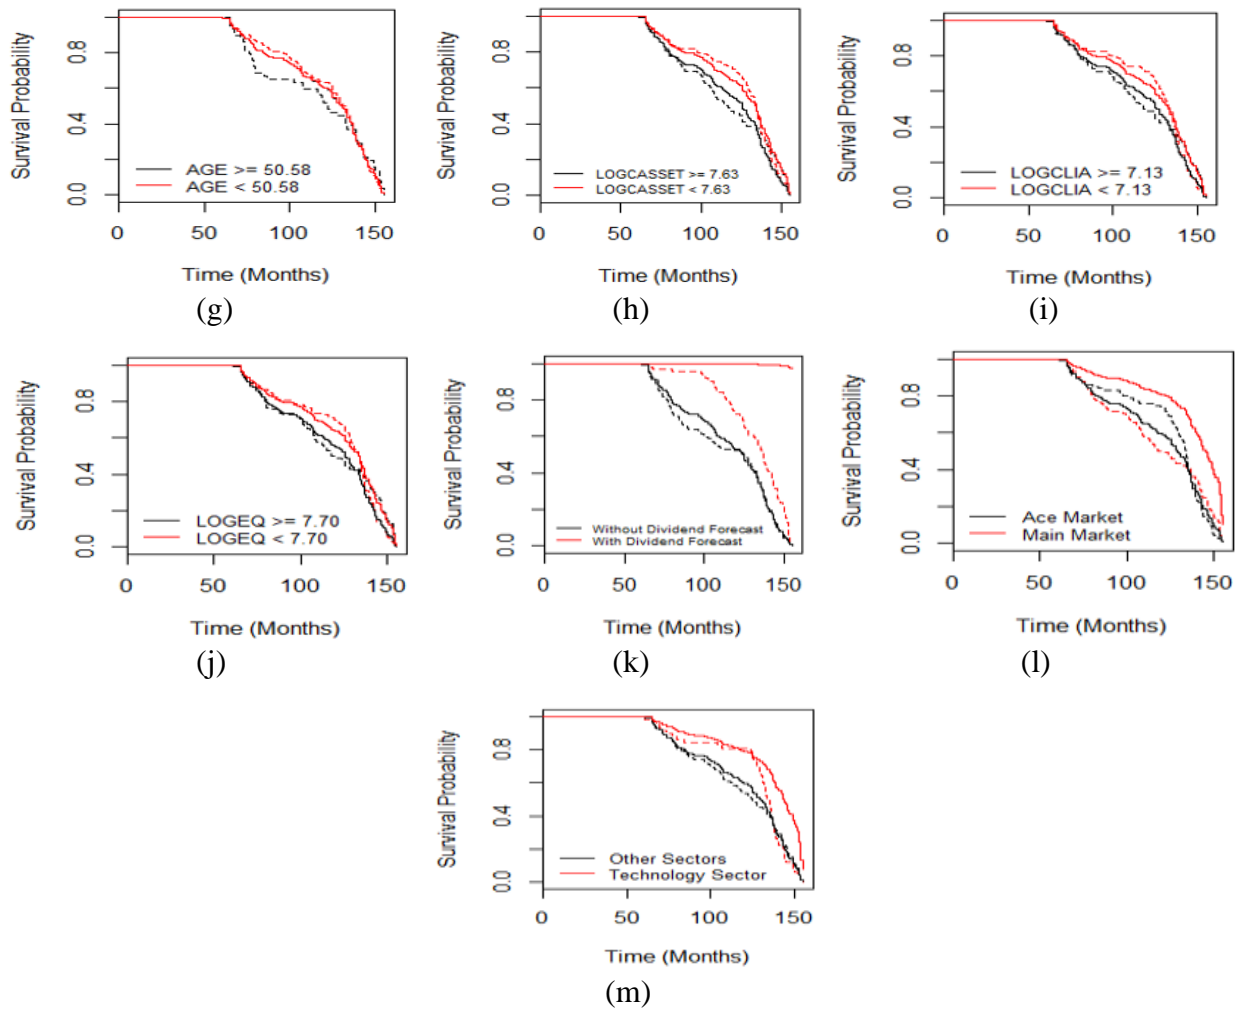 Survival Probability
0.8
0.4
0.0
AGE >= 50.58
AGE < 50.58
0 50 100 150
Time (Months)
(g)
Survival Probability
0.8
0.4
0.0
LOGCASSET >= 7.63
LOGCASSET < 7.63
0 50 100 150
Time (Months)
(h)
Survival Probability
0.8
0.4
0.0
LOGCLIA >= 7.13
LOGCLIA < 7.13
0 50 100 150
Time (Months)
(i)
Survival Probability
0.8
0.4
0.0
LOGEQ >= 7.70
LOGEQ < 7.70
0 50 100 150
Time (Months)
(j)
Survival Probability
0.8
0.4
0.0
Without Dividend Forecast
With Dividend Forecast
0 50 100 150
Time (Months)
(k)
Survival Probability
0.8
0.4
0.0
Ace Market
Main Market
0 50 100 150
Time (Months)
(l)
Survival Probability
0.8
0.4
0.0
Other Sectors
Technology Sector
0 50 100 150
Time (Months)
(m)